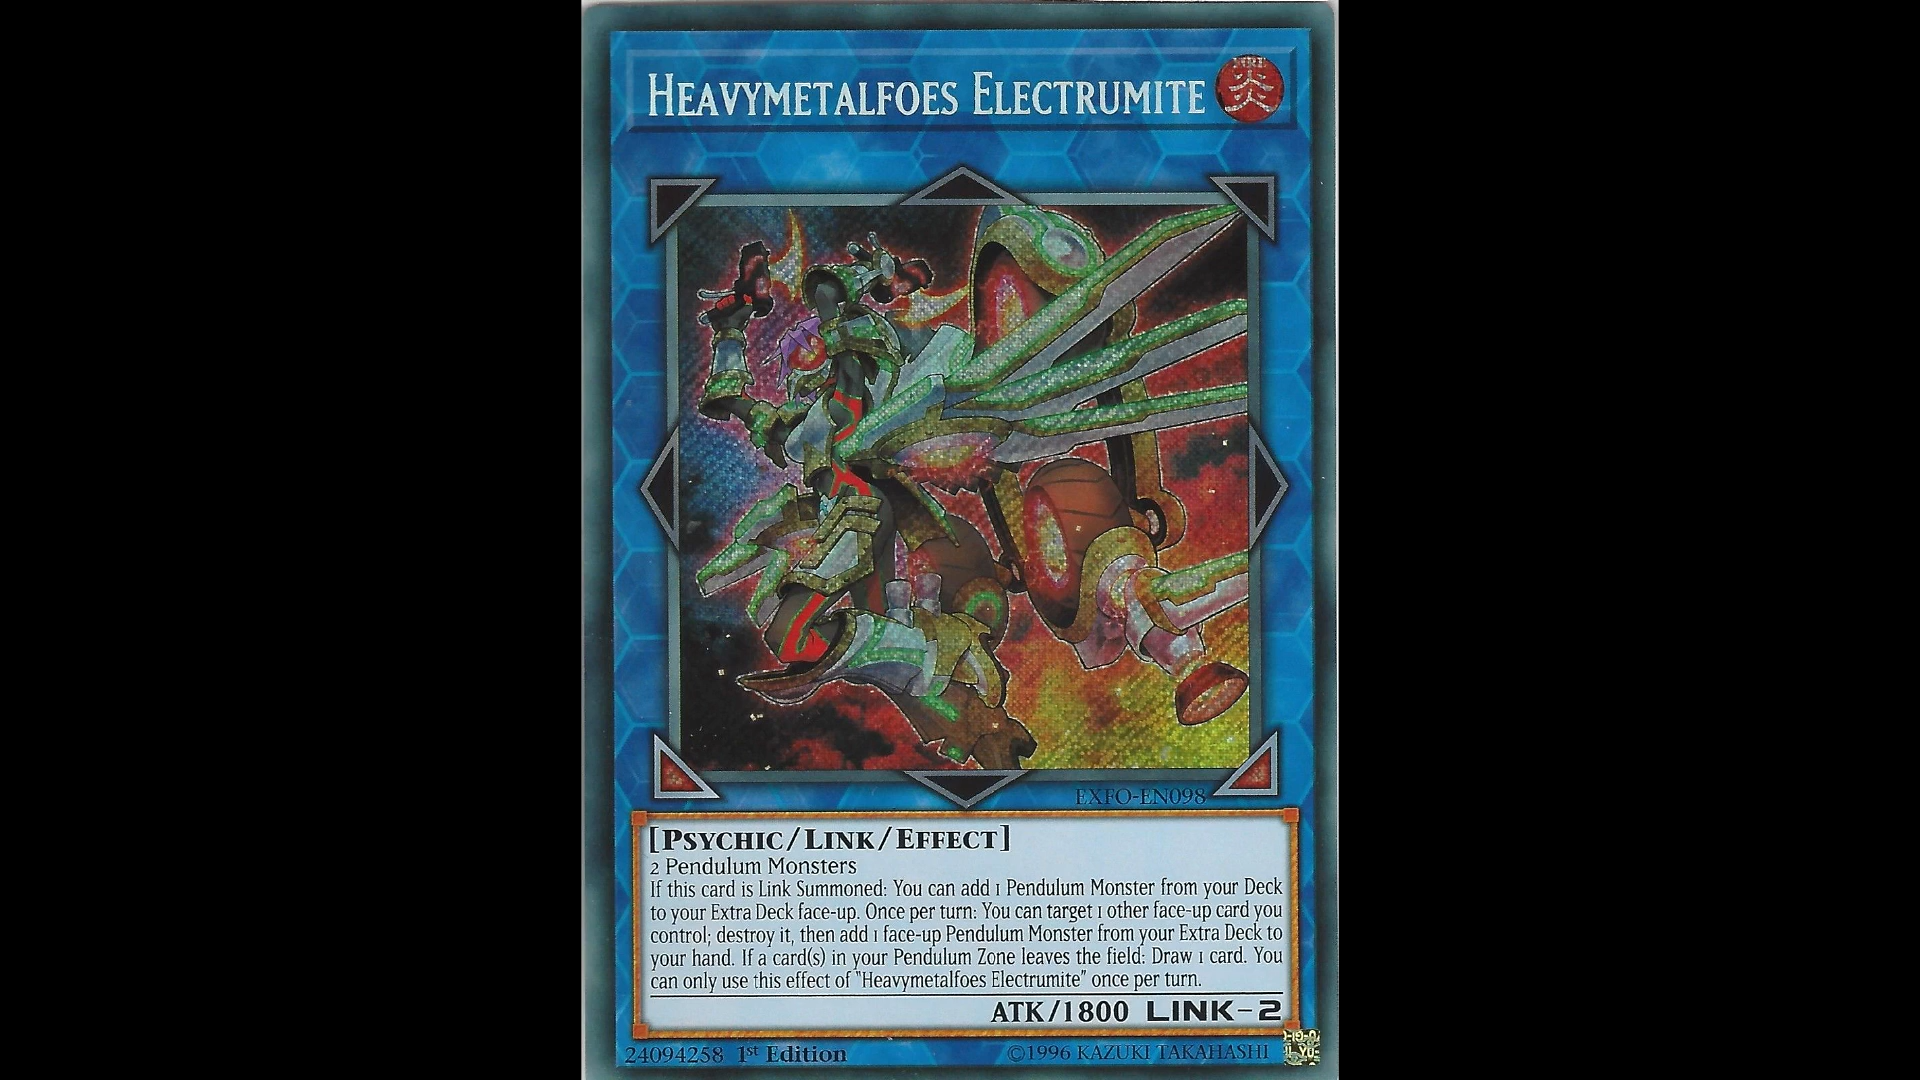 HEAVYMETALFOES ELECTRUMITE
FIRE
炎
EXFO-EN098
[PSYCHIC/LINK/EFFECT]
2 Pendulum Monsters
If this card is Link Summoned: You can add 1 Pendulum Monster from your Deck
to your Extra Deck face-up. Once per turn: You can target 1 other face-up card you
control; destroy it, then add 1 face-up Pendulum Monster from your Extra Deck to
your hand. If a card(s) in your Pendulum Zone leaves the field: Draw 1 card. You
can only use this effect of "Heavymetalfoes Electrumite" once per turn.
ATK/1800 LINK-2
24094258 1st Edition ©1996 KAZUKI TAKAHASHI